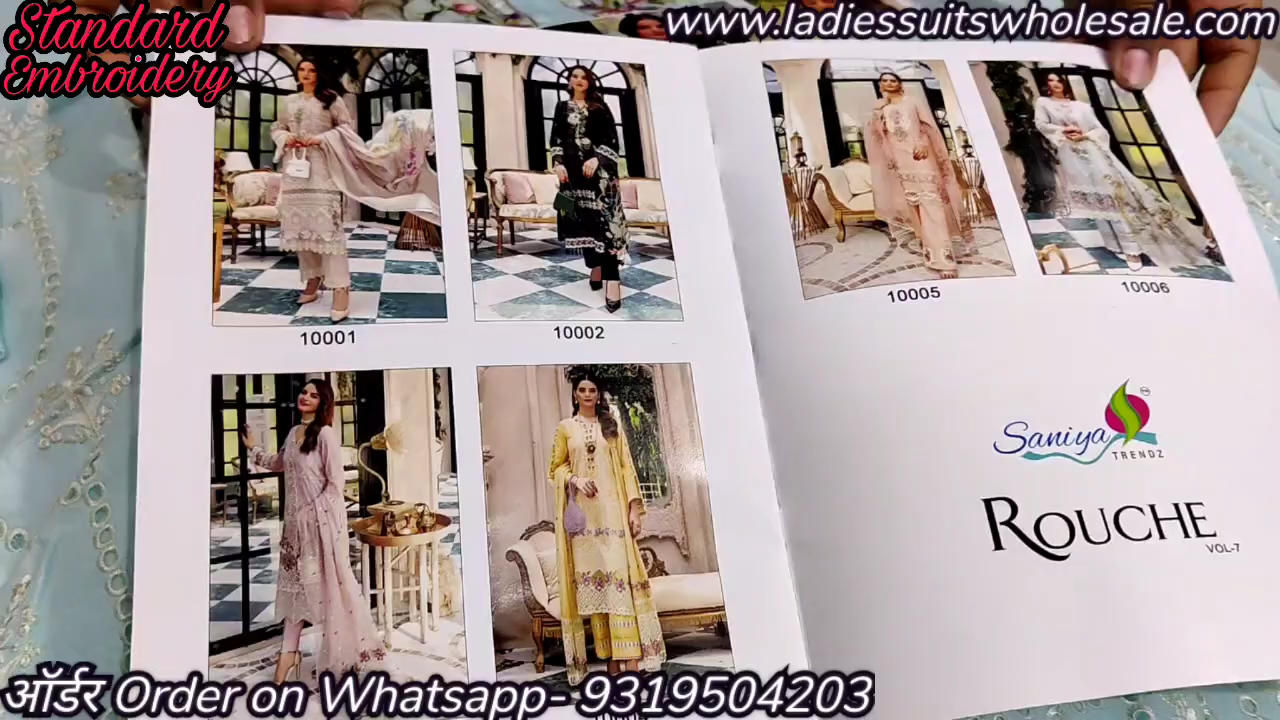 Standard
Embroidery
www.ladiessuitswholesale.com
10001
10002
10005
10006
Saniya
TRENDZ
ROUCHE
VOL-7
ऑर्डर Order on Whatsapp- 9319504203